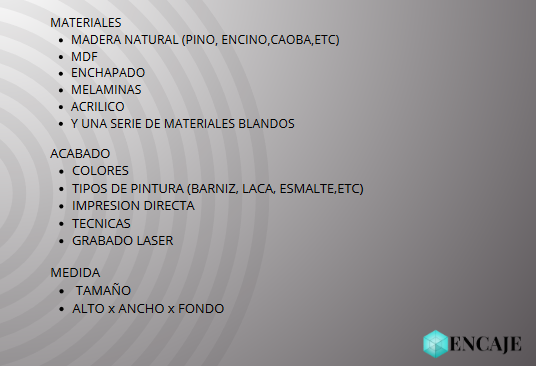 MATERIALES
• MADERA NATURAL (PINO, ENCINO,CAOBA,ETC)
• MDF
• ENCHAPADO
• MELAMINAS
• ACRILICO
• Y UNA SERIE DE MATERIALES BLANDOS
ACABADO
• COLORES
• TIPOS DE PINTURA (BARNIZ, LACA, ESMALTE,ETC)
• IMPRESION DIRECTA
• TECNICAS
• GRABADO LASER
MEDIDA
• TAMAÑO
• ALTO x ANCHO x FONDO
ENCAJE